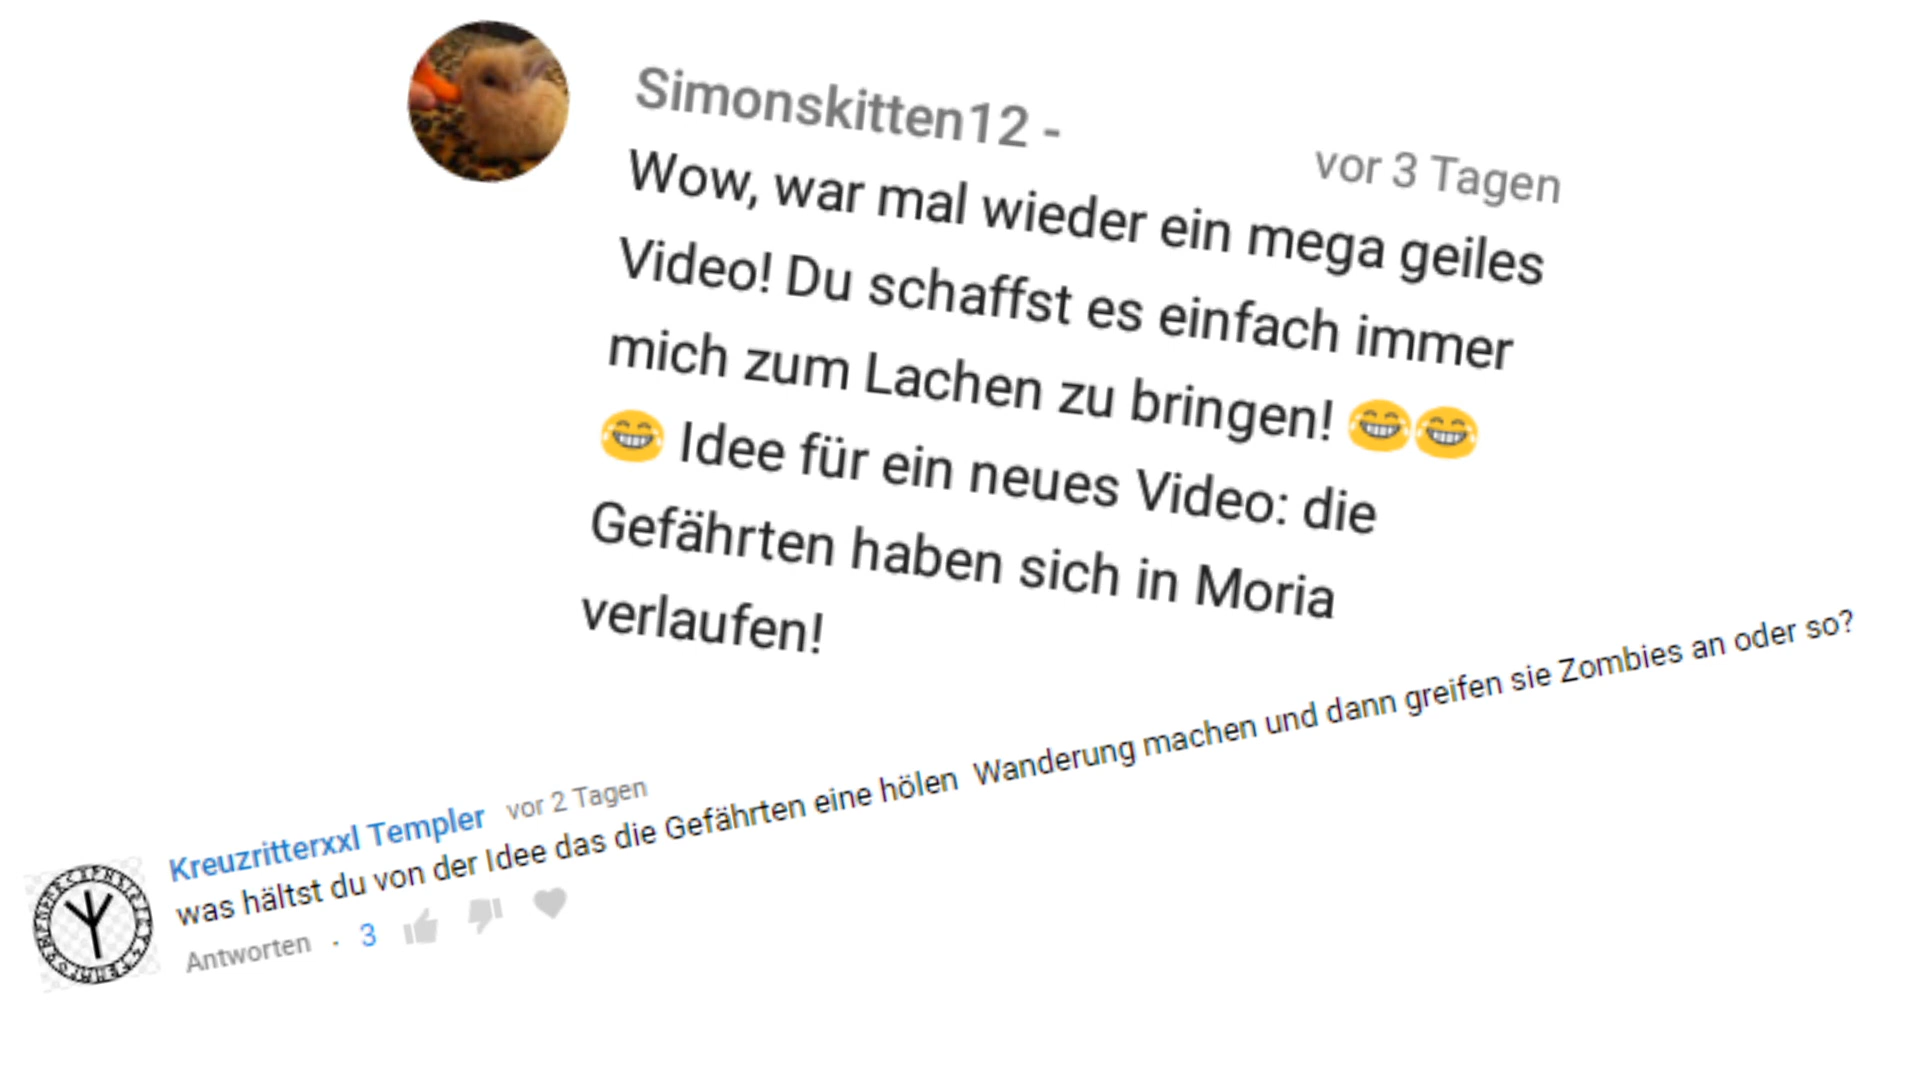 Simonskitten12 -
vor 3 Tagen
Wow, war mal wieder ein mega geiles
Video! Du schaffst es einfach immer
mich zum Lachen zu bringen! 😂😂
😂 Idee für ein neues Video: die
Gefährten haben sich in Moria
verlaufen!
Kreuzritterxxl Templer vor 2 Tagen
was hältst du von der Idee das die Gefährten eine hölen Wanderung machen und dann greifen sie Zombies an oder so?
Antworten · 3